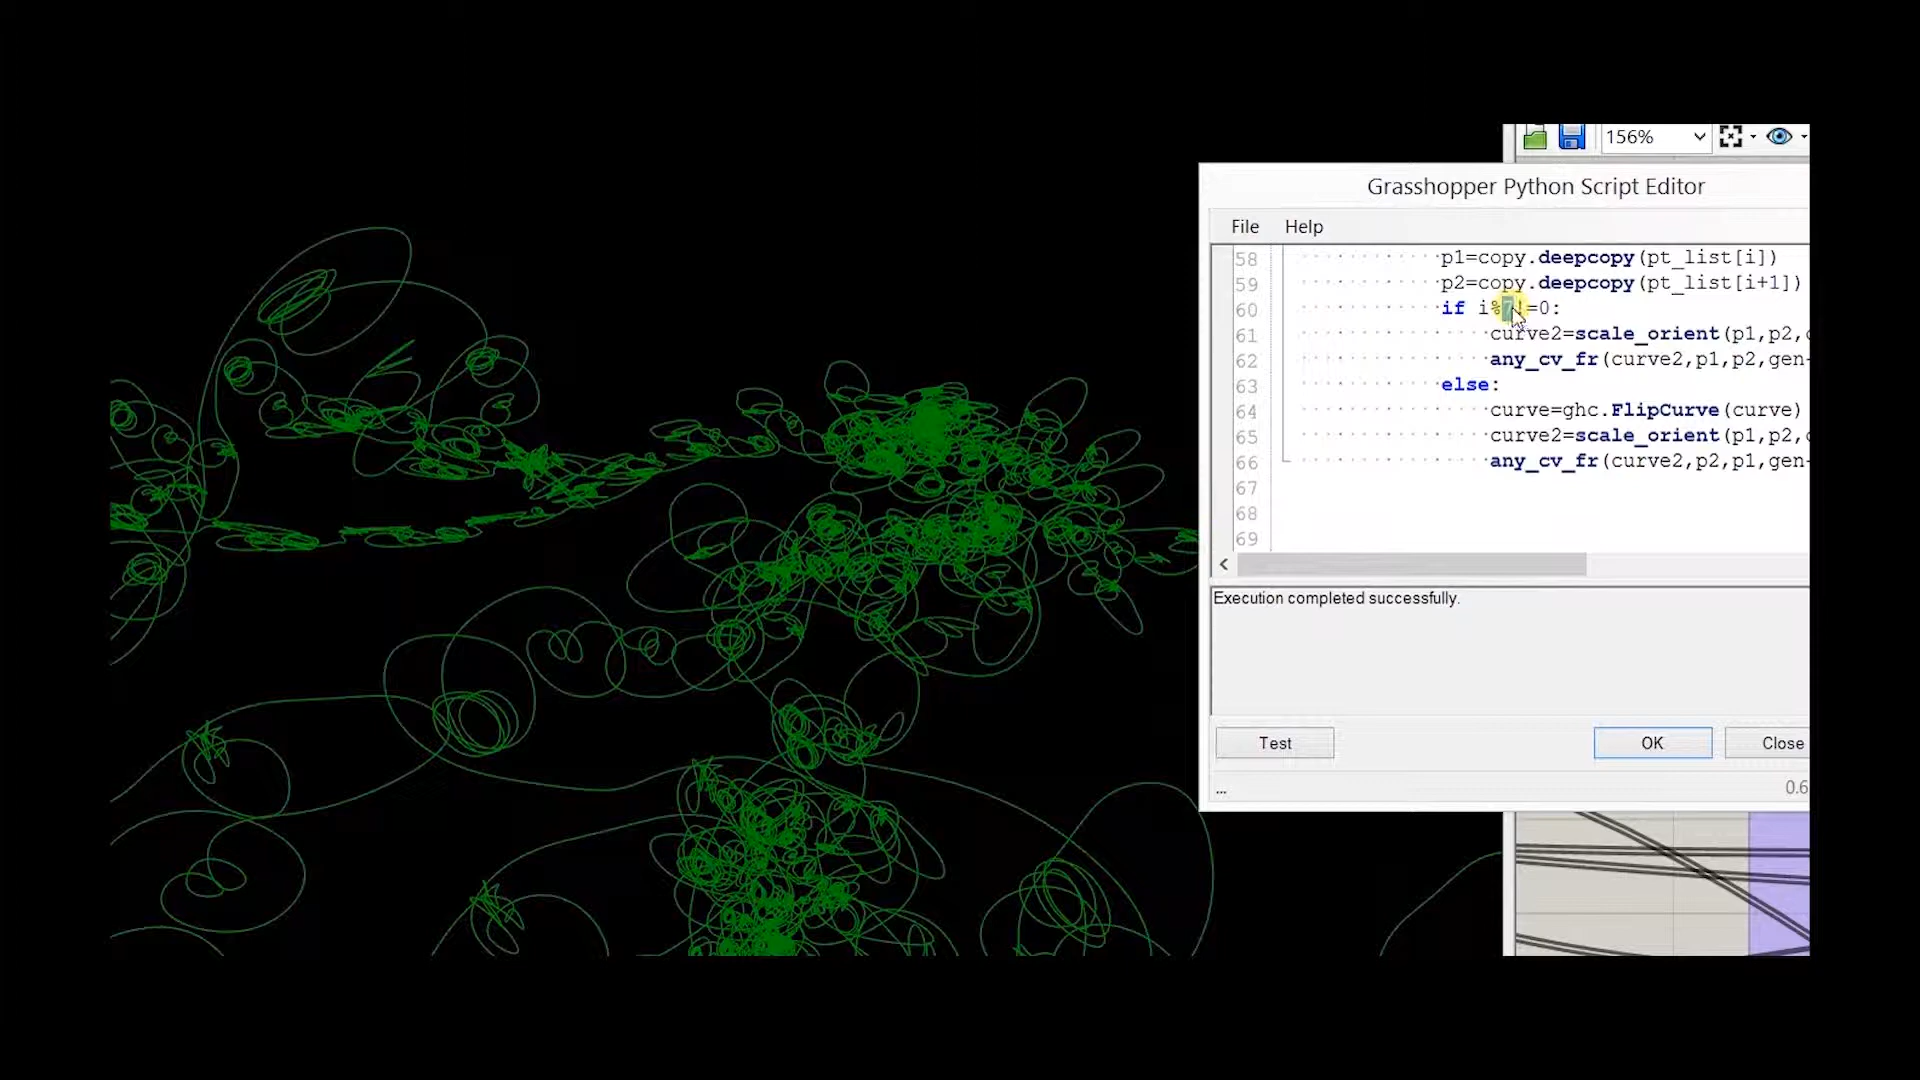 156%
Grasshopper Python Script Editor
File Help
58 p1=copy.deepcopy(pt_list[i])
59 p2=copy.deepcopy(pt_list[i+1])
60 if i%7!=0:
61 curve2=scale_orient(p1,p2,
62 any_cv_fr(curve2,p1,p2,gen-
63 else:
64 curve=ghc.FlipCurve(curve)
65 curve2=scale_orient(p1,p2,
66 any_cv_fr(curve2,p2,p1,gen-
67
68
69
Execution completed successfully.
Test OK Close
... 0.6